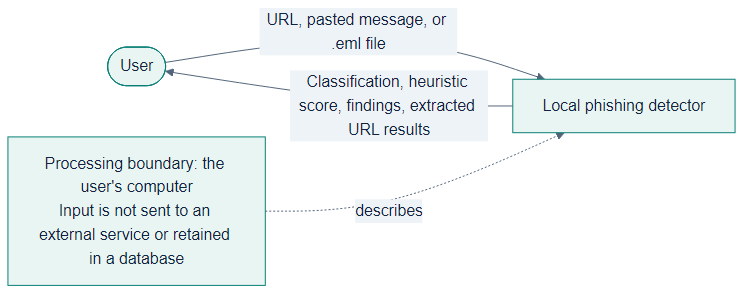 URL, pasted message, or
.eml file
User
Classification, heuristic
score, findings, extracted
URL results
Local phishing detector
Processing boundary: the
user's computer
Input is not sent to an
external service or retained
in a database
describes